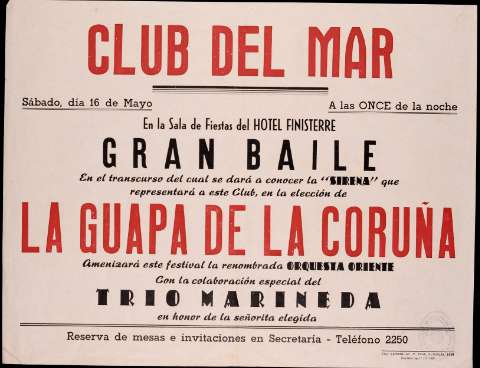 CLUB DEL MAR
Sábado, día 16 de Mayo
A las ONCE de la noche
En la Sala de Fiestas del HOTEL FINISTERRE
GRAN BAILE
En el transcurso del cual se dará a conocer la "SIRENA" que
representará a este Club, en la elección de
LA GUAPA DE LA CORUÑA
Amenizará este festival la renombrada ORQUESTA ORIENTE
Con la colaboración especial del
TRIO MARINEDA
en honor de la señorita elegida
Reserva de mesas e invitaciones en Secretaría - Teléfono 2250